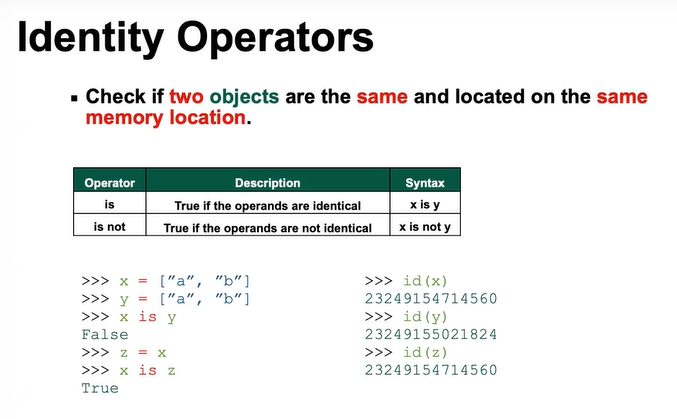 Identity Operators
▪ Check if two objects are the same and located on the same
memory location.
Operator Description Syntax
is True if the operands are identical x is y
is not True if the operands are not identical x is not y
>>> x = ["a", "b"]
>>> y = ["a", "b"]
>>> x is y
False
>>> z = x
>>> x is z
True
>>> id(x)
23249154714560
>>> id(y)
23249155021824
>>> id(z)
23249154714560